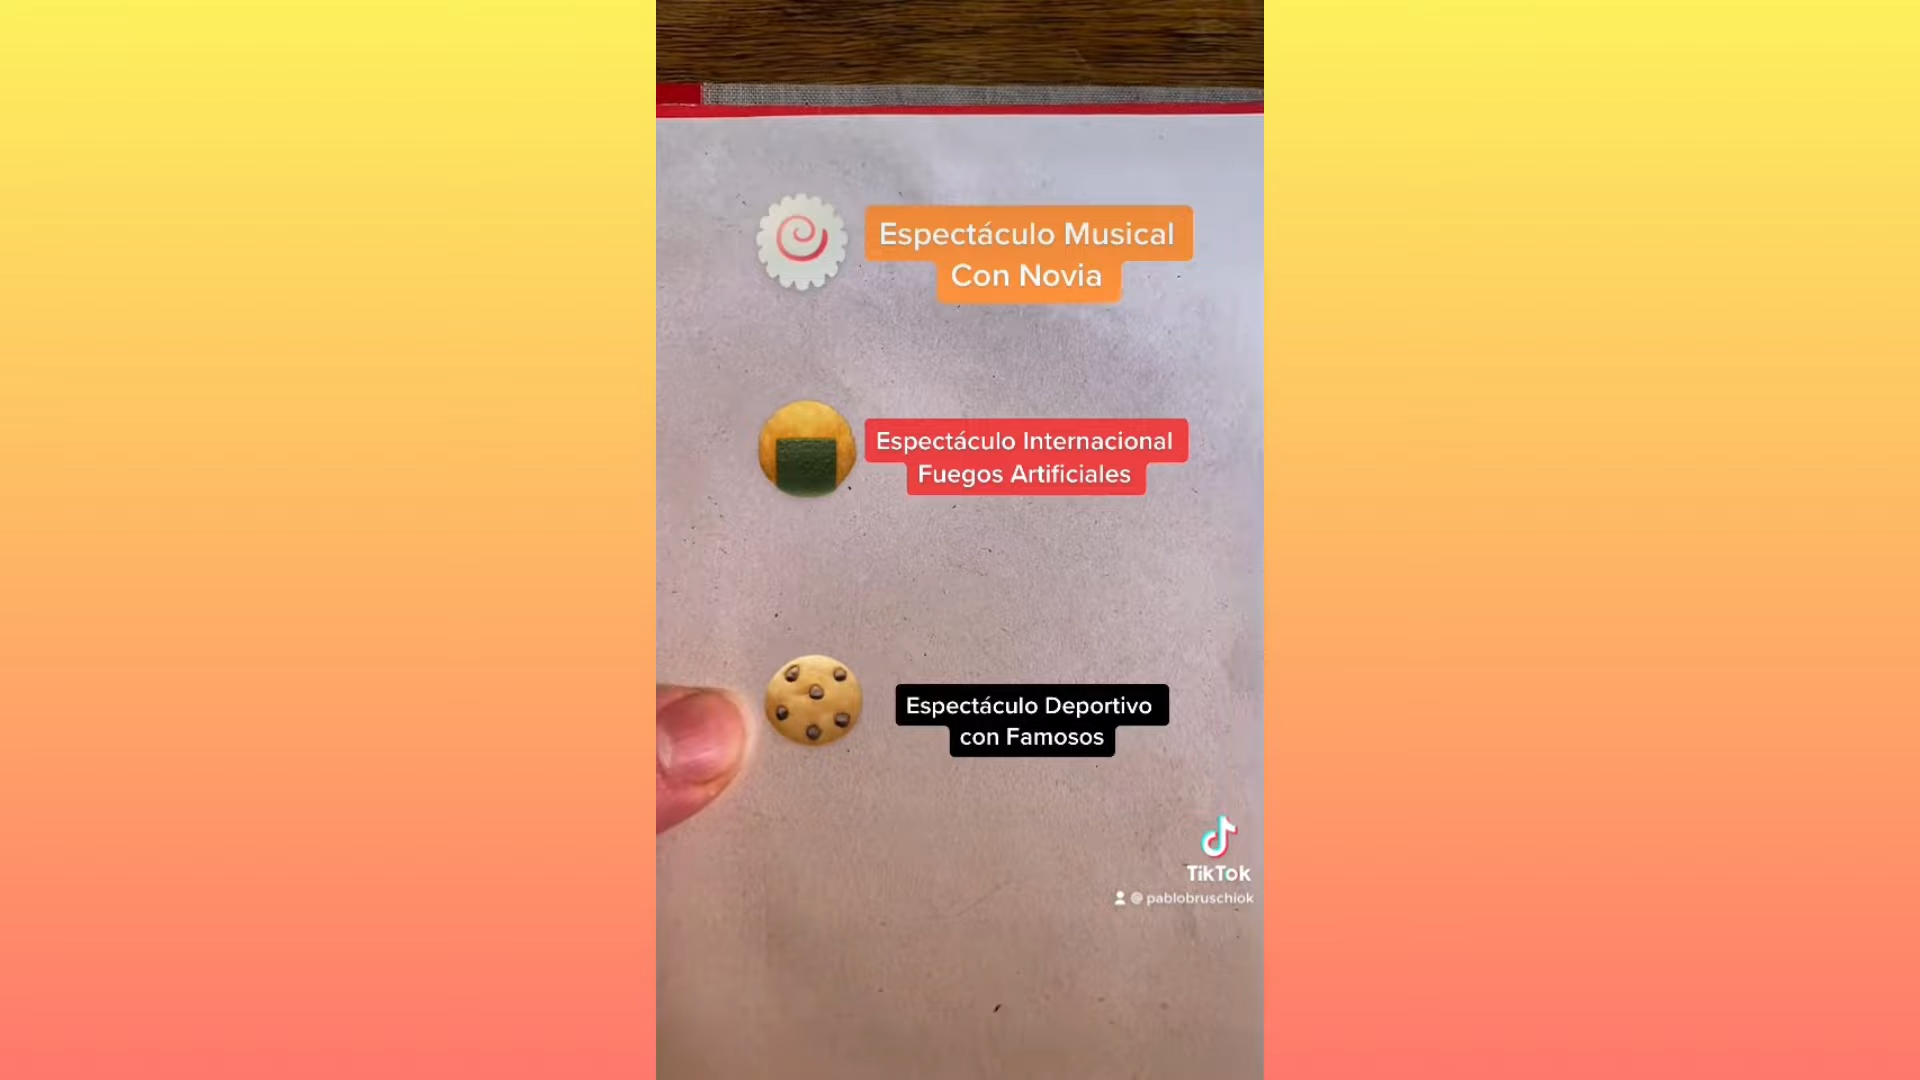 Espectáculo Musical
Con Novia
Espectáculo Internacional
Fuegos Artificiales
Espectáculo Deportivo
con Famosos
TikTok
@pablobruschiok